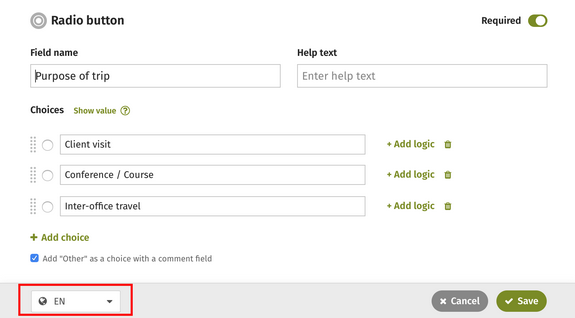 Radio button Required
Field name Help text
Purpose of trip Enter help text
Choices Show value ?
Client visit + Add logic
Conference / Course + Add logic
Inter-office travel + Add logic
+ Add choice
Add "Other" as a choice with a comment field
EN Cancel Save